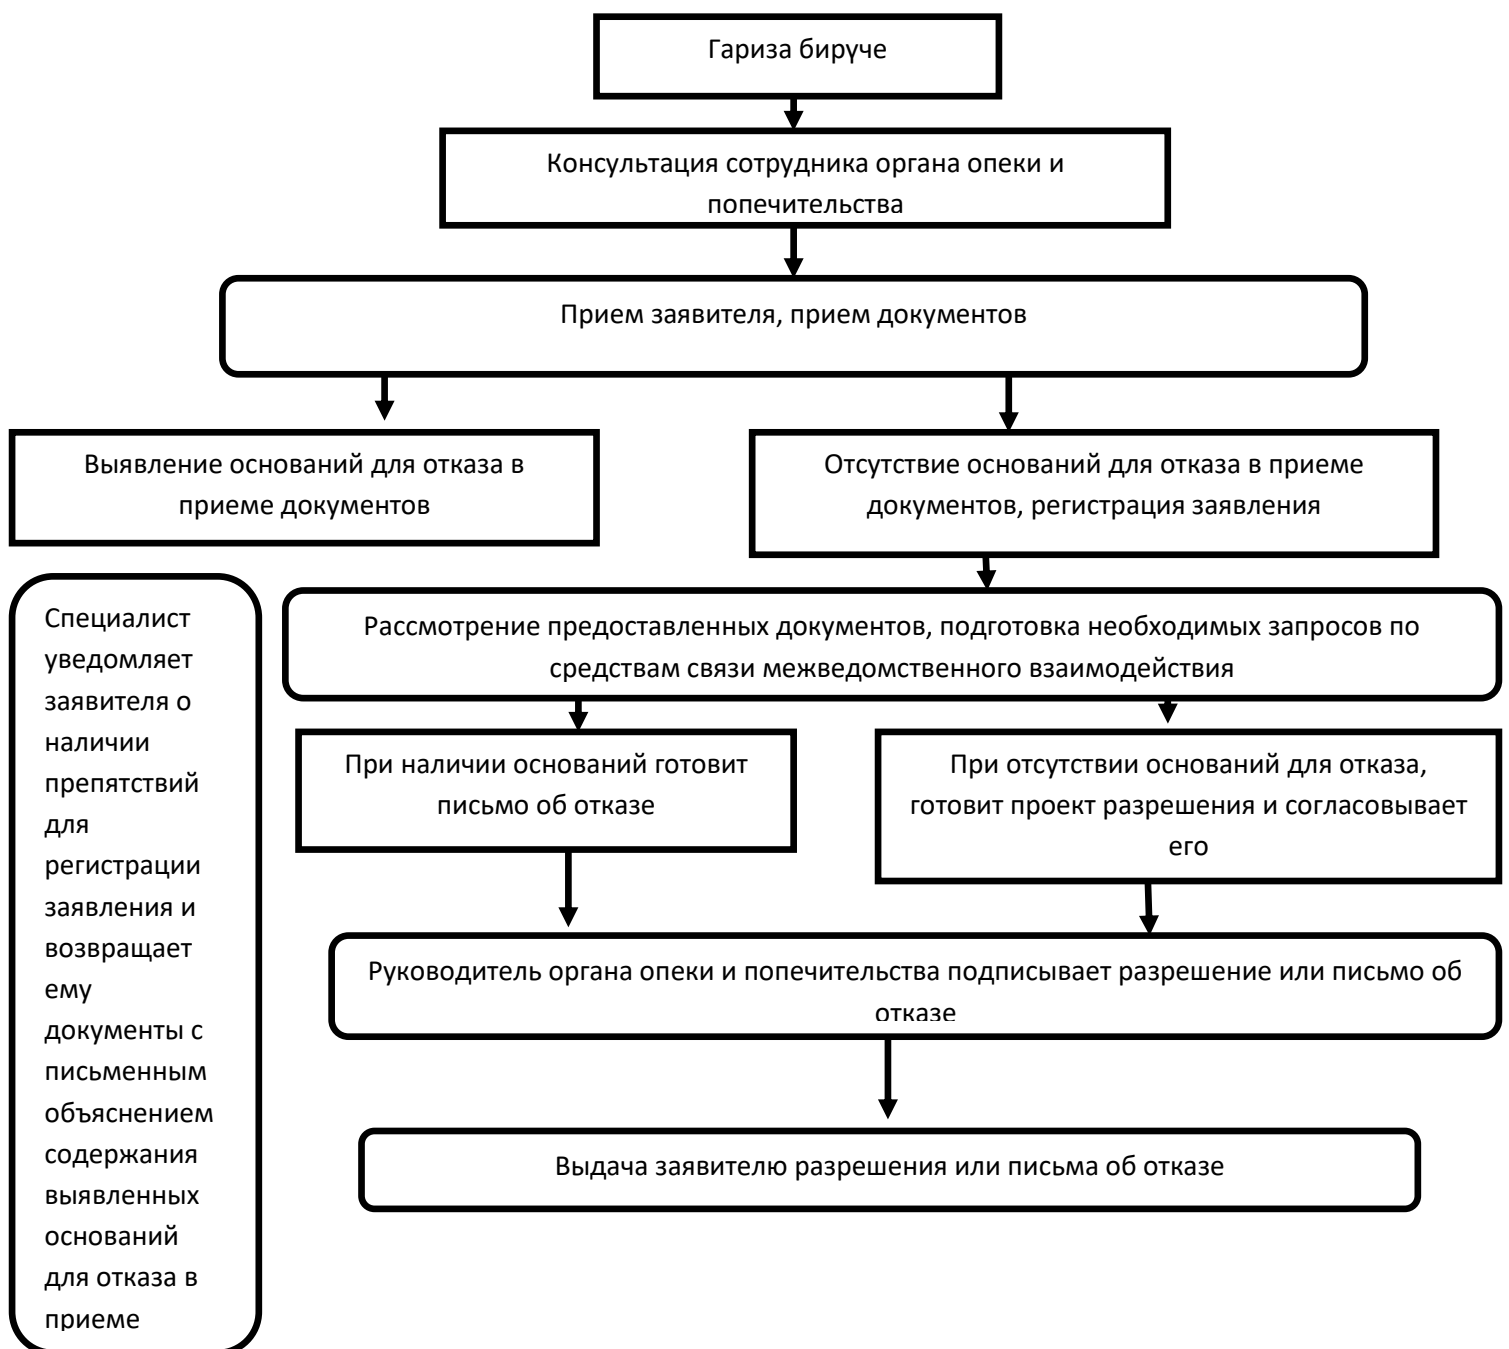 Гариза бирүче
Консультация сотрудника органа опеки и
попечительства
Прием заявителя, прием документов
Выявление оснований для отказа в
приеме документов
Отсутствие оснований для отказа в приеме
документов, регистрация заявления
Специалист
уведомляет
заявителя о
наличии
препятствий
для
регистрации
заявления и
возвращает
ему
документы с
письменным
объяснением
содержания
выявленных
оснований
для отказа в
приеме
Рассмотрение предоставленных документов, подготовка необходимых запросов по
средствам связи межведомственного взаимодействия
При наличии оснований готовит
письмо об отказе
При отсутствии оснований для отказа,
готовит проект разрешения и согласовывает
его
Руководитель органа опеки и попечительства подписывает разрешение или письмо об
отказе
Выдача заявителю разрешения или письма об отказе